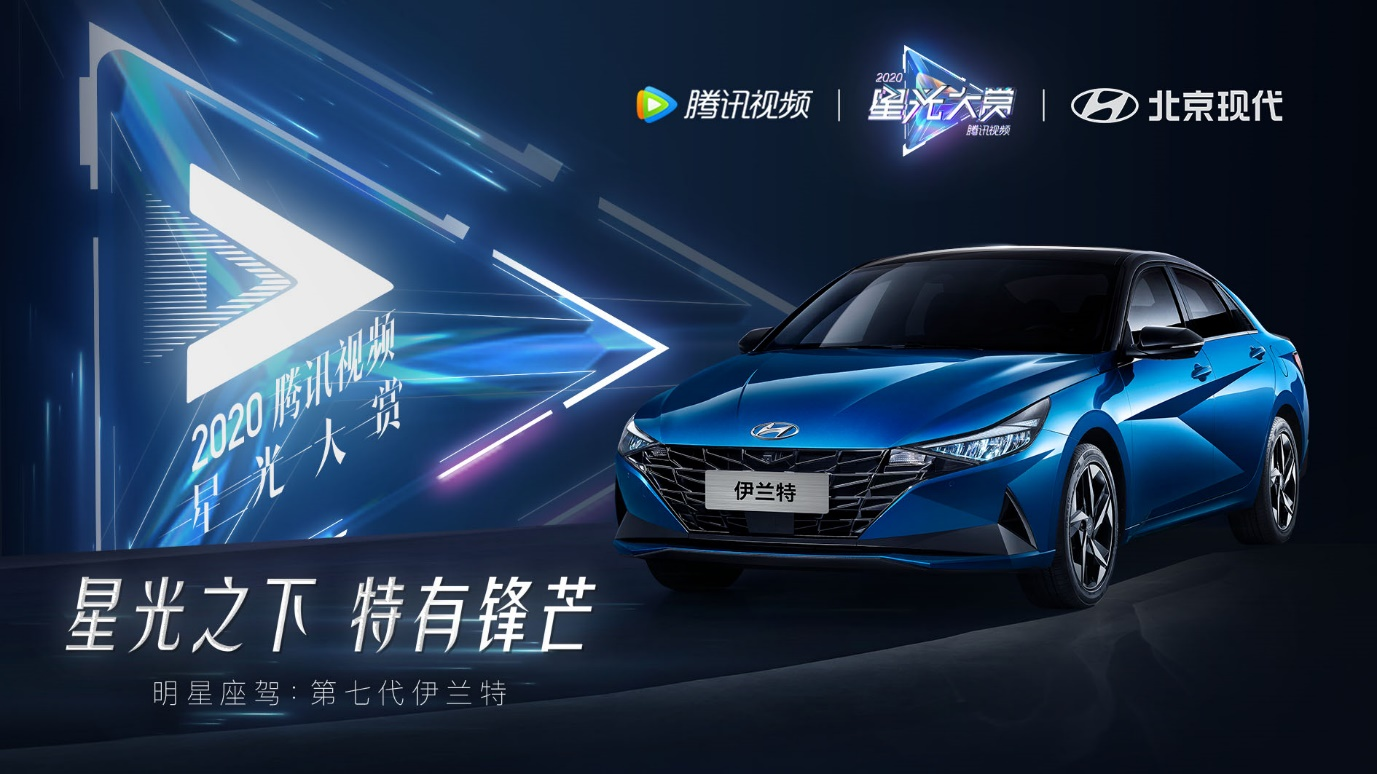 腾讯视频
2020
星光大赏
腾讯视频
北京现代
2020 腾讯视频
星光大赏
伊兰特
星光之下 特有锋芒
明星座驾:第七代伊兰特